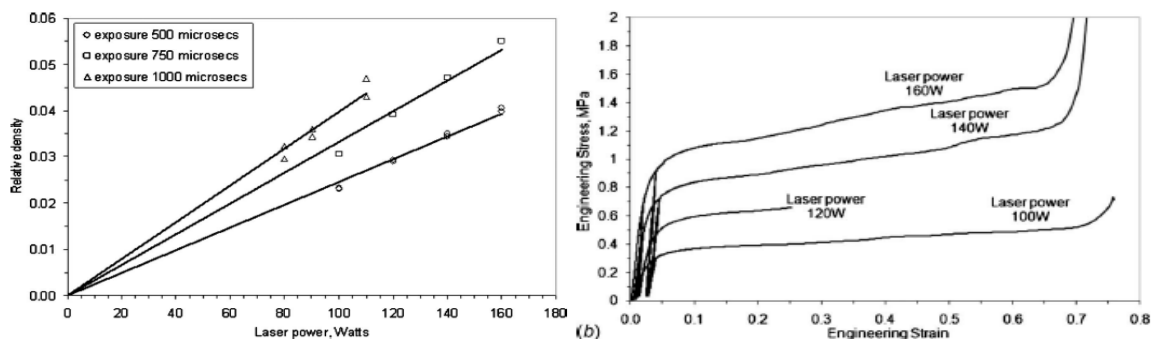 0.06
0.05
0.04
0.03
0.02
0.01
0.00
Relative density
exposure 500 microsecs
exposure 750 microsecs
exposure 1000 microsecs
0 20 40 60 80 100 120 140 160 180
Laser power, Watts
(b)
2
1.8
1.6
1.4
1.2
1
0.8
0.6
0.4
0.2
0
Engineering Stress, MPa
Laser power
160W
Laser power
140W
Laser power
120W
Laser power
100W
0.0 0.1 0.2 0.3 0.4 0.5 0.6 0.7 0.8
Engineering Strain